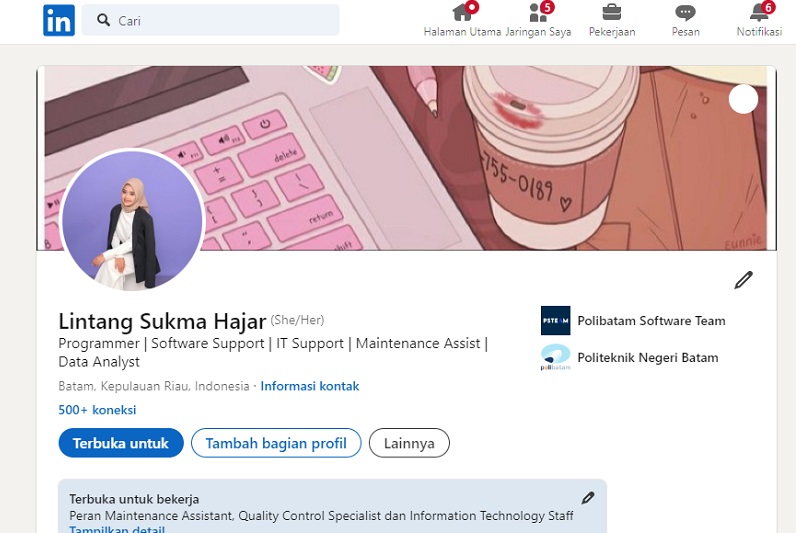 in
Cari
Halaman Utama
Jaringan Saya
5
Pekerjaan
Pesan
Notifikasi
6
delete
return
shift
755-0189
Eunnie
Lintang Sukma Hajar (She/Her)
Programmer | Software Support | IT Support | Maintenance Assist |
Data Analyst
Batam, Kepulauan Riau, Indonesia · Informasi kontak
500+ koneksi
PSTEAM Polibatam Software Team
polibatam Politeknik Negeri Batam
Terbuka untuk
Tambah bagian profil
Lainnya
Terbuka untuk bekerja
Peran Maintenance Assistant, Quality Control Specialist dan Information Technology Staff
Tampilkan detail